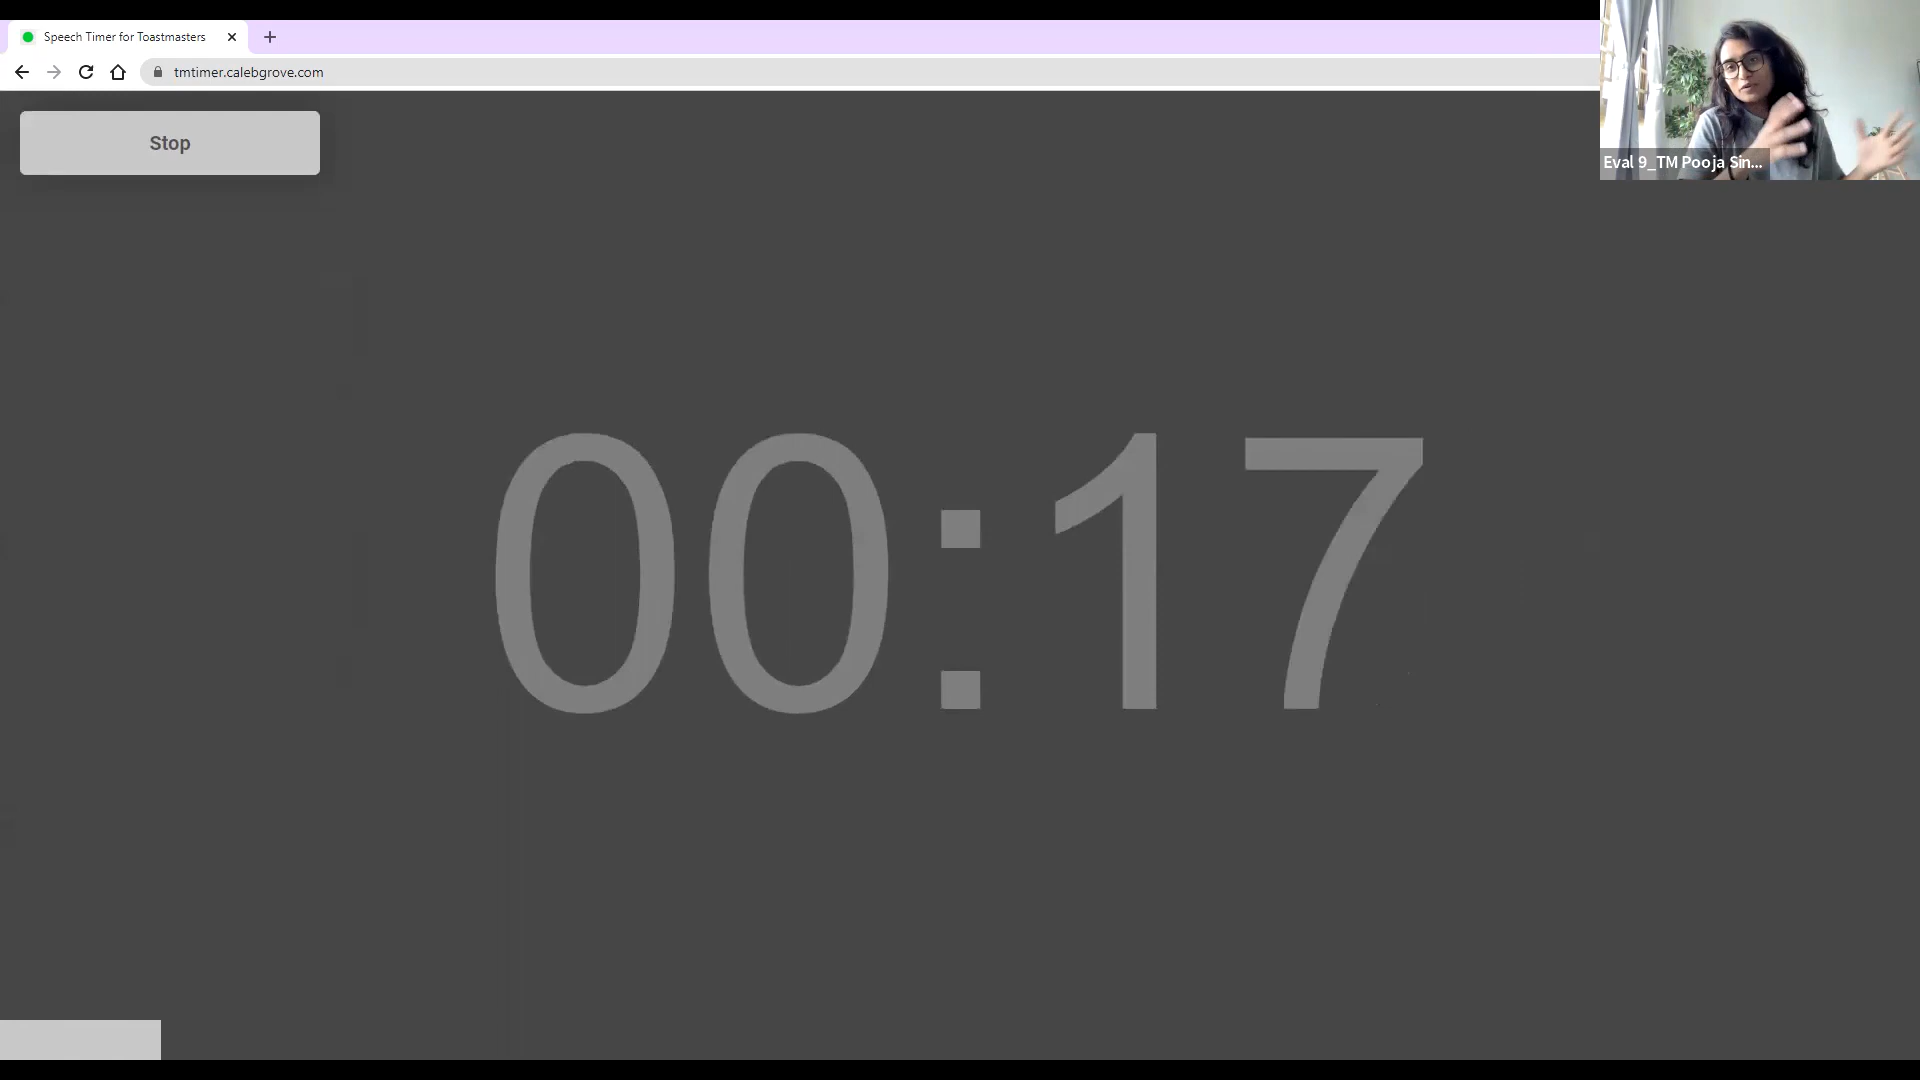 Speech Timer for Toastmasters
tmtimer.calebgrove.com
Stop
Eval 9_TM Pooja Sin...
00:17